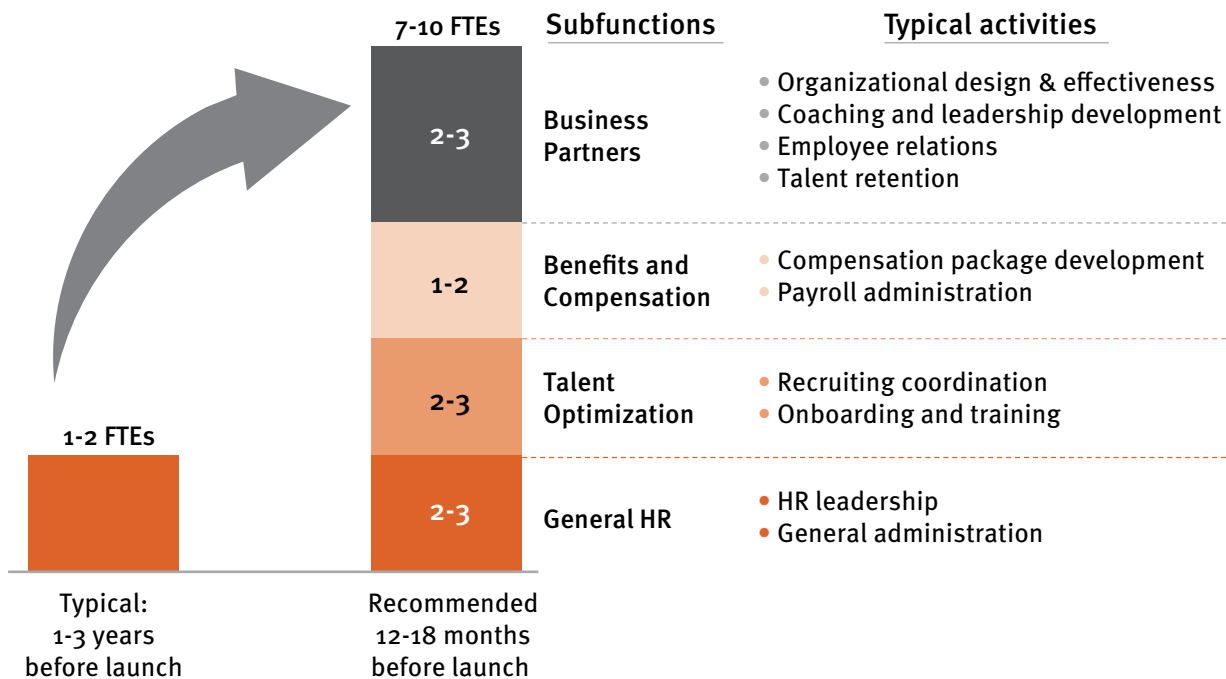 7-10 FTEs
Subfunctions
Typical activities
2-3
Business
Partners
• Organizational design & effectiveness
• Coaching and leadership development
• Employee relations
• Talent retention
1-2
Benefits and
Compensation
• Compensation package development
• Payroll administration
2-3
Talent
Optimization
• Recruiting coordination
• Onboarding and training
1-2 FTEs
2-3
General HR
• HR leadership
• General administration
Typical:
1-3 years
before launch
Recommended
12-18 months
before launch